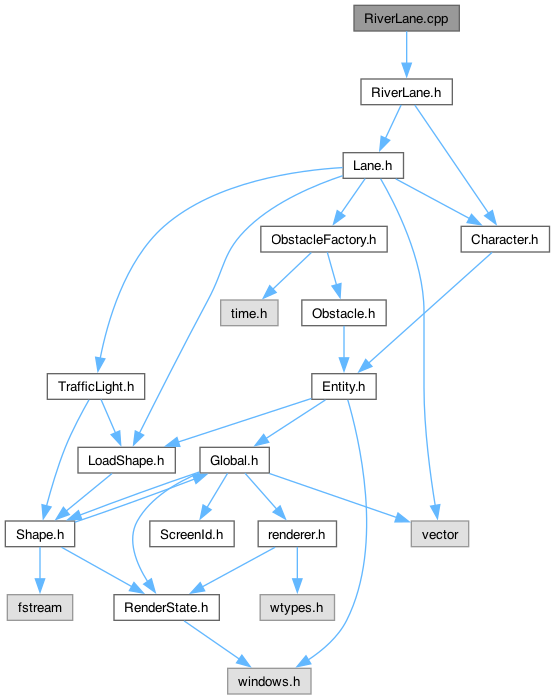 RiverLane.cpp
RiverLane.h
Lane.h
ObstacleFactory.h
Character.h
time.h
Obstacle.h
TrafficLight.h
Entity.h
LoadShape.h
Global.h
Shape.h
ScreenId.h
renderer.h
vector
fstream
RenderState.h
wtypes.h
windows.h